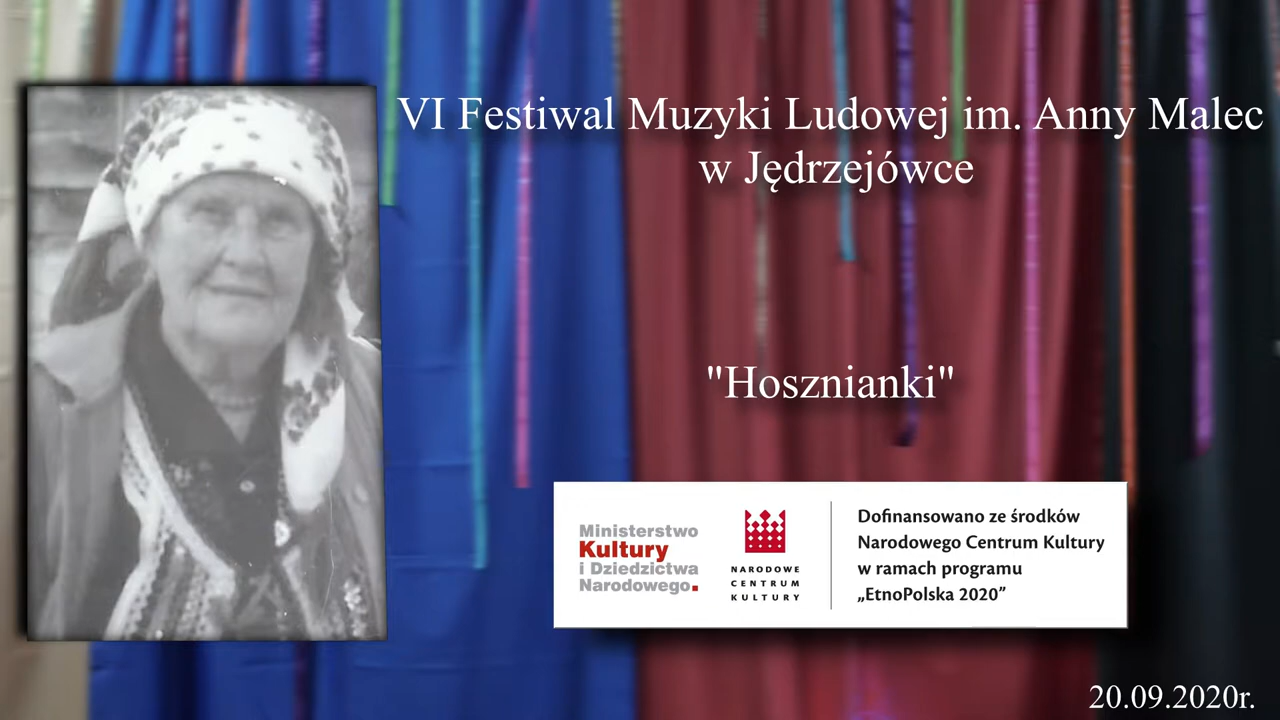 VI Festiwal Muzyki Ludowej im. Anny Malec
w Jędrzejówce
"Hosznianki"
Ministerstwo
Kultury
i Dziedzictwa
Narodowego.
NARODOWE
CENTRUM
KULTURY
Dofinansowano ze środków
Narodowego Centrum Kultury
w ramach programu
„EtnoPolska 2020”
20.09.2020r.